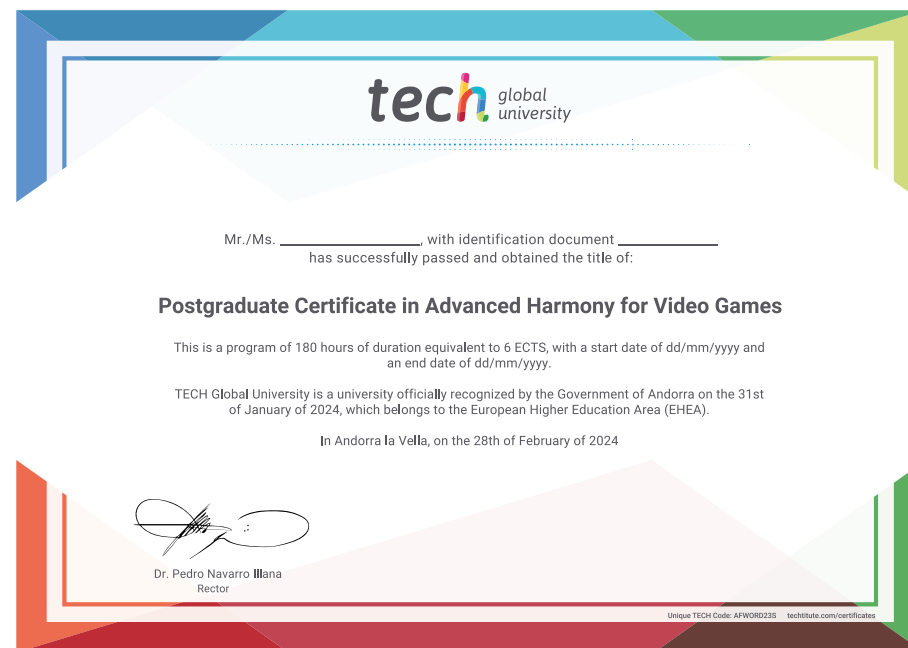 tech global
university
Mr./Ms. ____________, with identification document ____________
has successfully passed and obtained the title of:
Postgraduate Certificate in Advanced Harmony for Video Games
This is a program of 180 hours of duration equivalent to 6 ECTS, with a start date of dd/mm/yyyy and
an end date of dd/mm/yyyy.
TECH Global University is a university officially recognized by the Government of Andorra on the 31st
of January of 2024, which belongs to the European Higher Education Area (EHEA).
In Andorra la Vella, on the 28th of February of 2024
Dr. Pedro Navarro Illana
Rector
Unique TECH Code: AFWORD23S techtitute.com/certificates